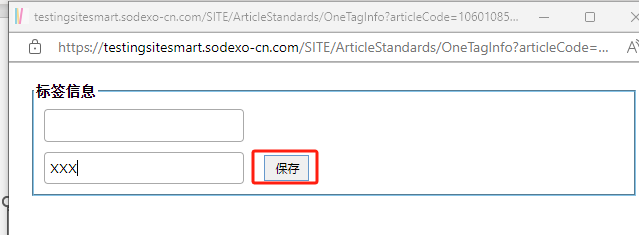 testingsitesmart.sodexo-cn.com/SITE/ArticleStandards/OneTagInfo?articleCode=10601085...
https://testingsitesmart.sodexo-cn.com/SITE/ArticleStandards/OneTagInfo?articleCode=...
标签信息
XXX
保存